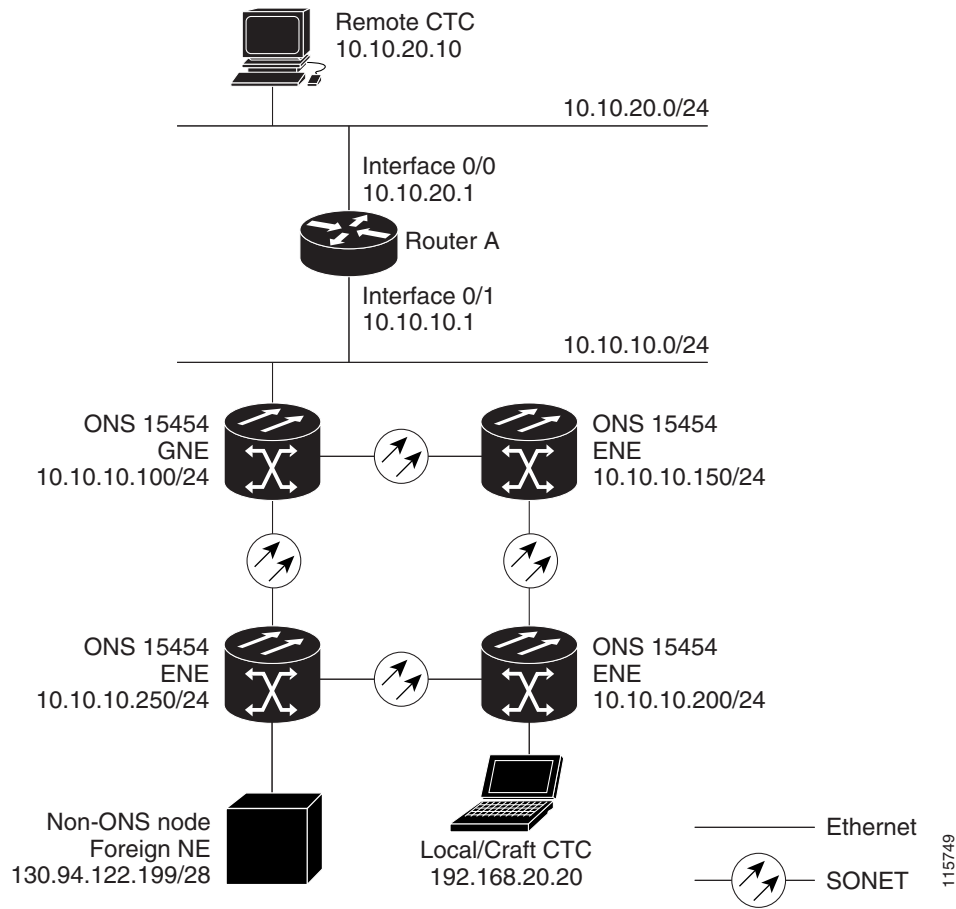 Remote CTC
10.10.20.10
10.10.20.0/24
Interface 0/0
10.10.20.1
Router A
Interface 0/1
10.10.10.1
10.10.10.0/24
ONS 15454
GNE
10.10.10.100/24
ONS 15454
ENE
10.10.10.150/24
ONS 15454
ENE
10.10.10.250/24
ONS 15454
ENE
10.10.10.200/24
Non-ONS node
Foreign NE
130.94.122.199/28
Local/Craft CTC
192.168.20.20
Ethernet
SONET
115749